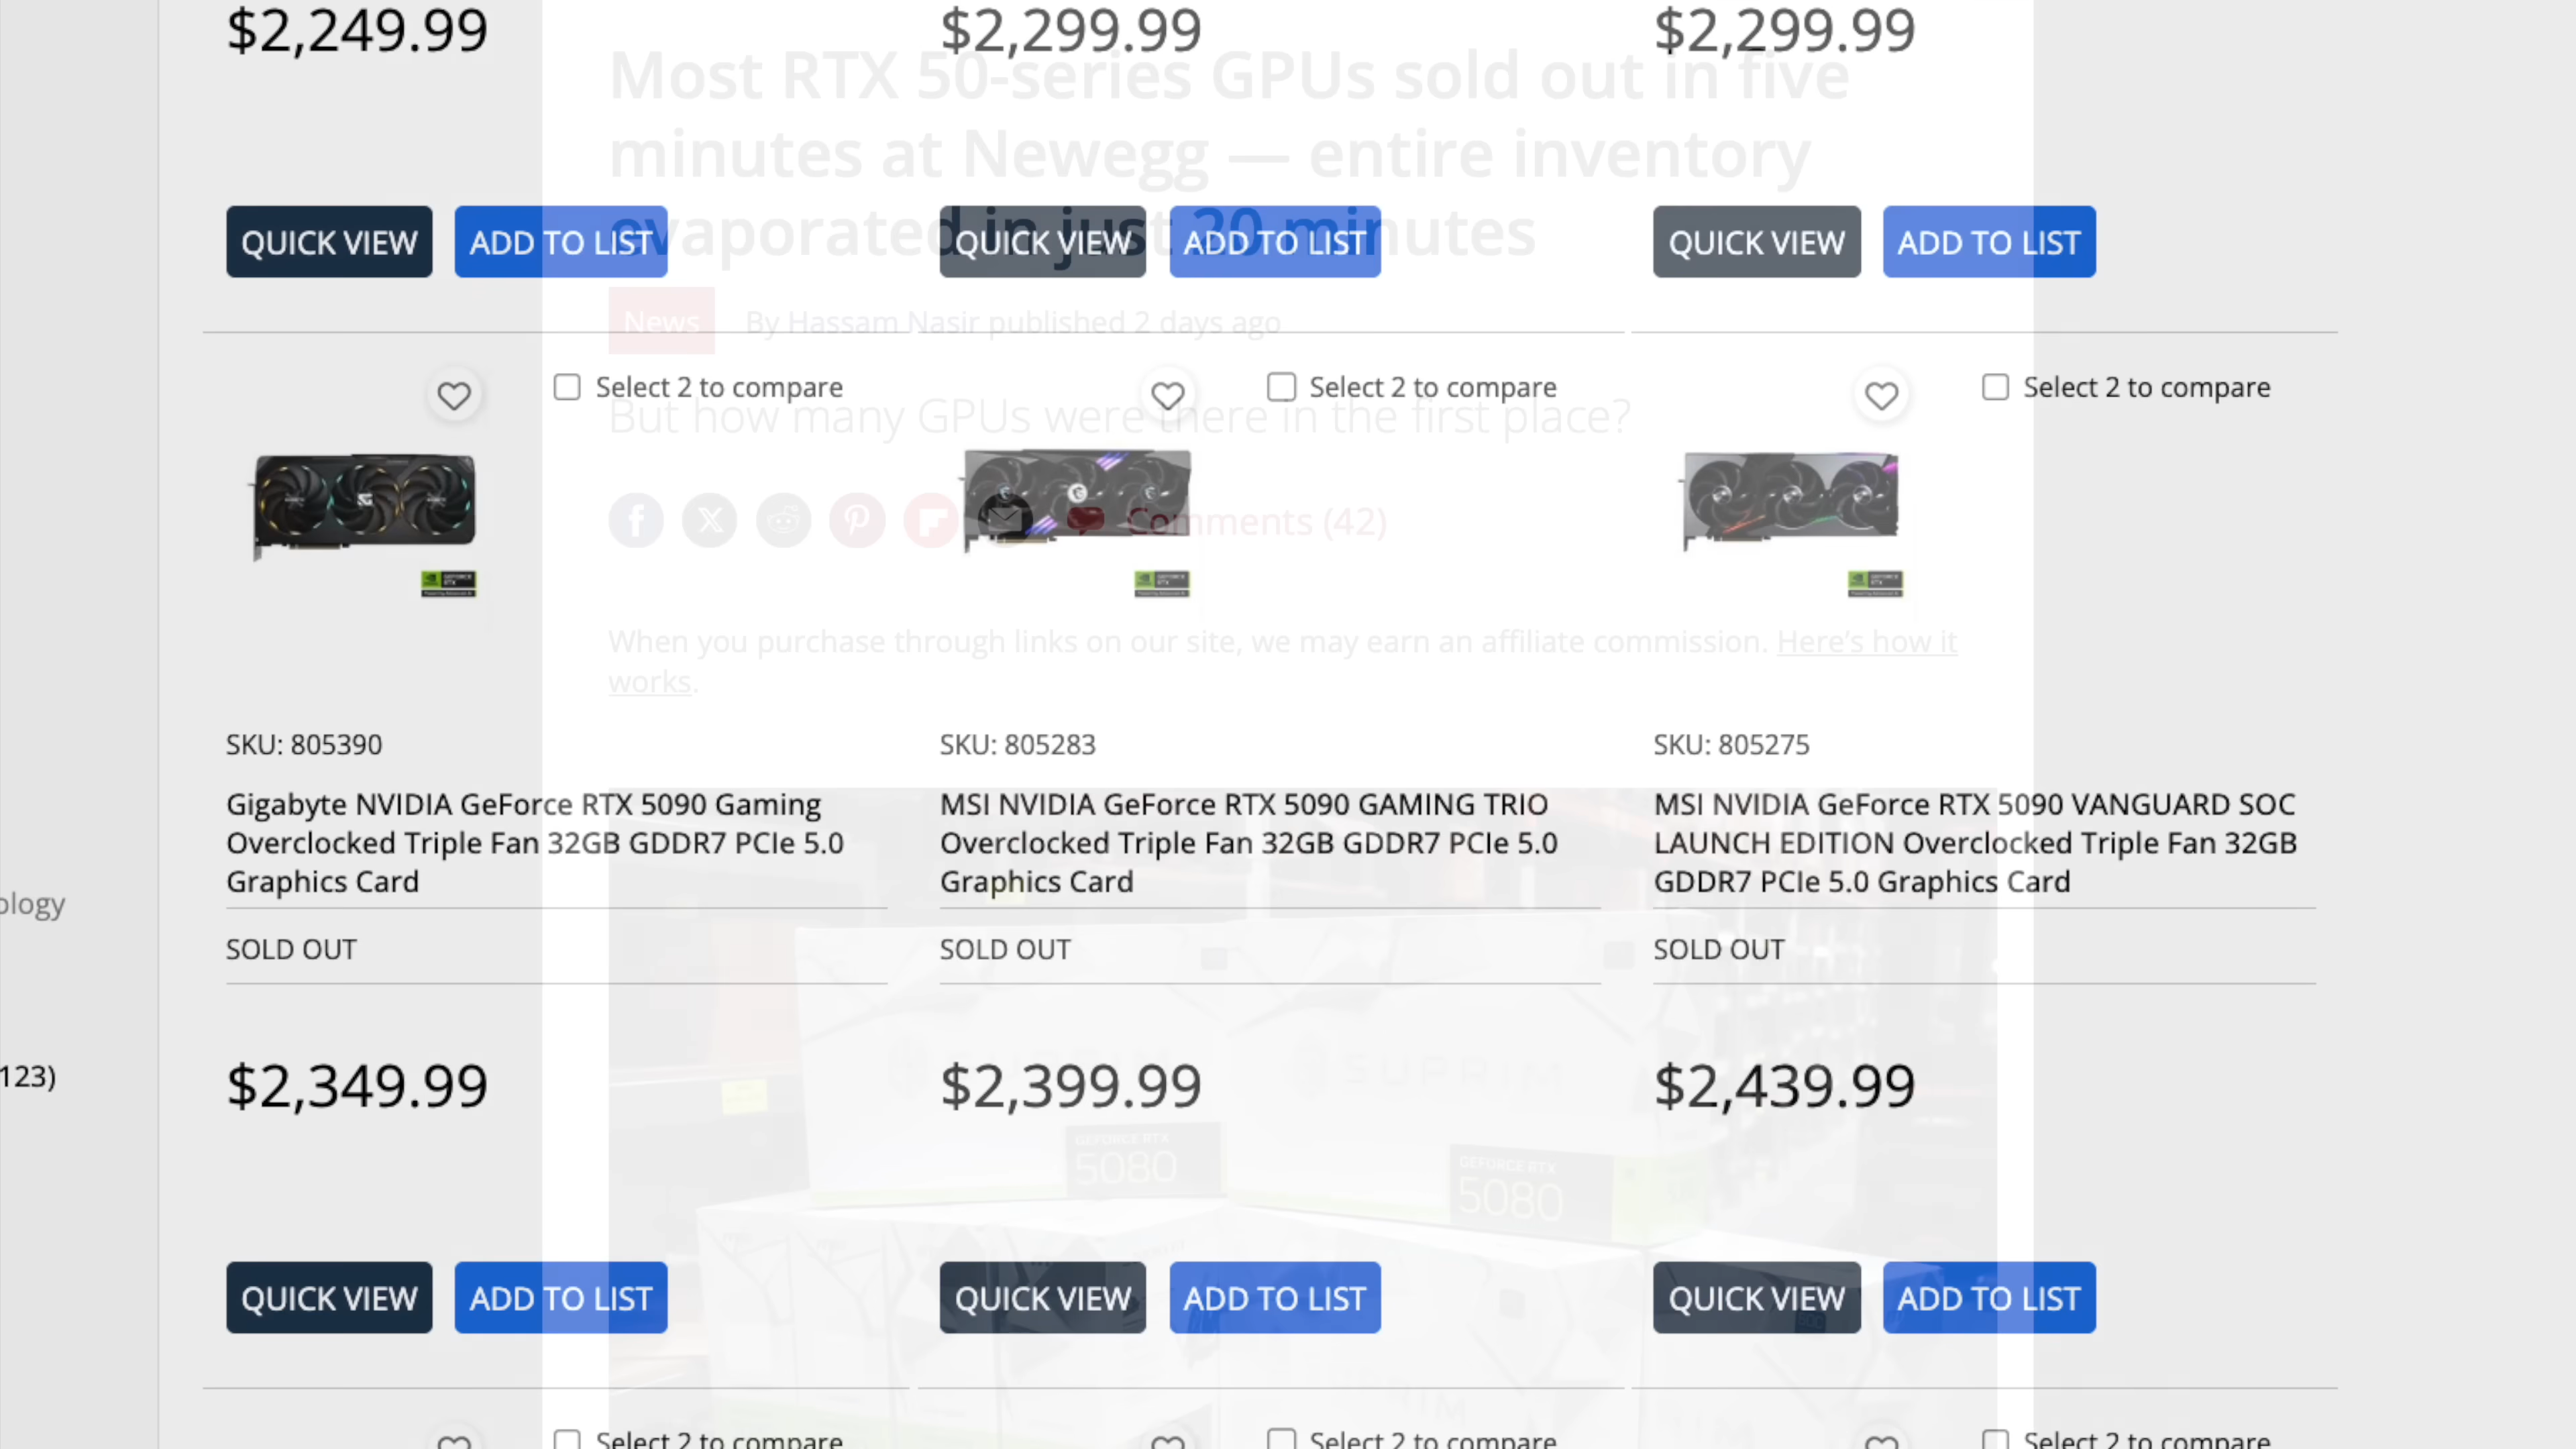 $2,249.99
$2,299.99
$2,299.99
Most RTX 50-series GPUs sold out in five
minutes at Newegg — entire inventory
evaporated in just 20 minutes
QUICK VIEW
ADD TO LIST
QUICK VIEW
ADD TO LIST
QUICK VIEW
ADD TO LIST
News
By Hassam Nasir published 2 days ago
Select 2 to compare
Select 2 to compare
Select 2 to compare
But how many GPUs were there in the first place?
Comments (42)
When you purchase through links on our site, we may earn an affiliate commission. Here's how it
works.
SKU: 805390
Gigabyte NVIDIA GeForce RTX 5090 Gaming
Overclocked Triple Fan 32GB GDDR7 PCIe 5.0
Graphics Card
SOLD OUT
$2,349.99
QUICK VIEW
ADD TO LIST
SKU: 805283
MSI NVIDIA GeForce RTX 5090 GAMING TRIO
Overclocked Triple Fan 32GB GDDR7 PCIe 5.0
Graphics Card
SOLD OUT
$2,399.99
QUICK VIEW
ADD TO LIST
SKU: 805275
MSI NVIDIA GeForce RTX 5090 VANGUARD SOC
LAUNCH EDITION Overclocked Triple Fan 32GB
GDDR7 PCIe 5.0 Graphics Card
SOLD OUT
$2,439.99
QUICK VIEW
ADD TO LIST
ology
123)
SUPRIM
GEFORCE RTX
5080
GEFORCE RTX
5080
Select 2 to compare
Select 2 to compare
Select 2 to compare